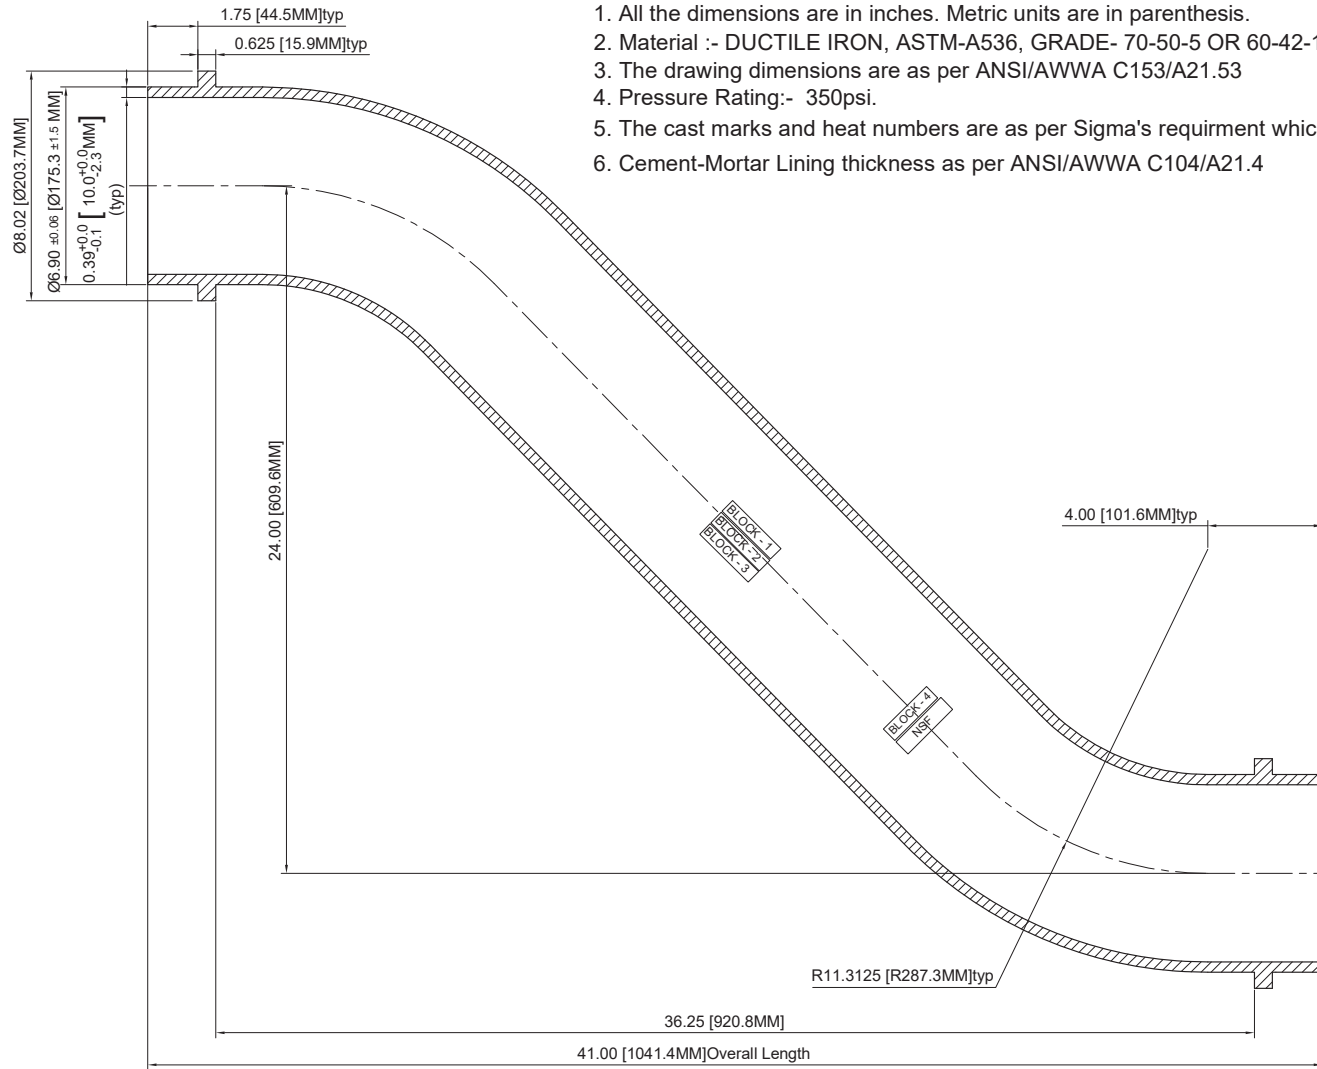 1. All the dimensions are in inches. Metric units are in parenthesis.
2. Material :- DUCTILE IRON, ASTM-A536, GRADE- 70-50-5 OR 60-42-1
3. The drawing dimensions are as per ANSI/AWWA C153/A21.53
4. Pressure Rating:- 350psi.
5. The cast marks and heat numbers are as per Sigma's requirment whic
6. Cement-Mortar Lining thickness as per ANSI/AWWA C104/A21.4
1.75 [44.5MM]typ
0.625 [15.9MM]typ
Ø8.02 [Ø203.7MM]
Ø6.90 ±0.06 [Ø175.3 ±1.5 MM]
0.39+0.0-0.1 [ 10.0+0.0-2.3MM ]
(typ)
24.00 [609.6MM]
BLOCK - 1
BLOCK - 2
BLOCK - 3
4.00 [101.6MM]typ
BLOCK - 4
NSF
R11.3125 [R287.3MM]typ
36.25 [920.8MM]
41.00 [1041.4MM]Overall Length